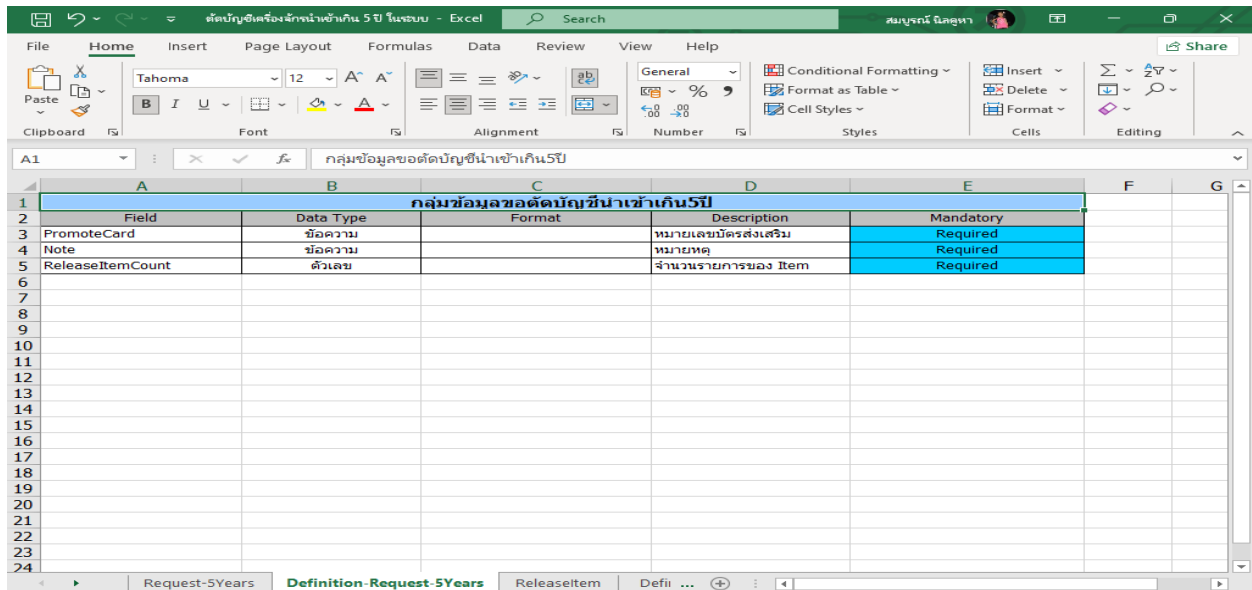 ตัดบัญชีเครื่องจักรนำเข้าเกิน 5 ปี ในระบบ - Excel Search สมบูรณ์ นิลคูหา
File Home Insert Page Layout Formulas Data Review View Help Share
Paste Tahoma 12 A^ A˅ B I U A ab General % 9 Conditional Formatting Format as Table Cell Styles Insert Delete Format
Clipboard Font Alignment Number Styles Cells Editing
A1 fx กลุ่มข้อมูลขอตัดบัญชีนำเข้าเกิน5ปี
A B C D E F G
1 กลุ่มข้อมูลขอตัดบัญชีนำเข้าเกิน5ปี
2 Field Data Type Format Description Mandatory
3 PromoteCard ข้อความ หมายเลขบัตรส่งเสริม Required
4 Note ข้อความ หมายเหตุ Required
5 ReleaseItemCount ตัวเลข จำนวนรายการของ Item Required
6
7
8
9
10
11
12
13
14
15
16
17
18
19
20
21
22
23
24
Request-5Years Definition-Request-5Years ReleaseItem Defir ...